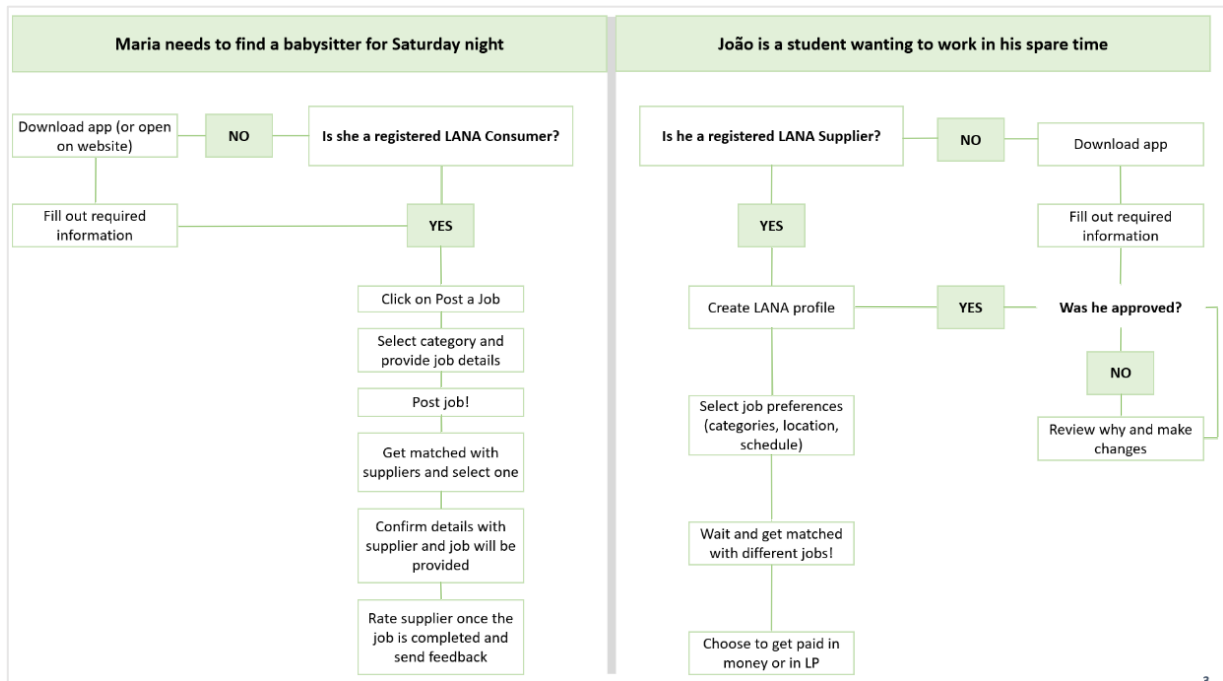 Maria needs to find a babysitter for Saturday night
Download app (or open
on website)
NO
Is she a registered LANA Consumer?
Fill out required
information
YES
Click on Post a Job
Select category and
provide job details
Post job!
Get matched with
suppliers and select one
Confirm details with
supplier and job will be
provided
Rate supplier once the
job is completed and
send feedback
João is a student wanting to work in his spare time
Is he a registered LANA Supplier?
NO
Download app
YES
Fill out required
information
Create LANA profile
YES
Was he approved?
NO
Select job preferences
(categories, location,
schedule)
Review why and make
changes
Wait and get matched
with different jobs!
Choose to get paid in
money or in LP